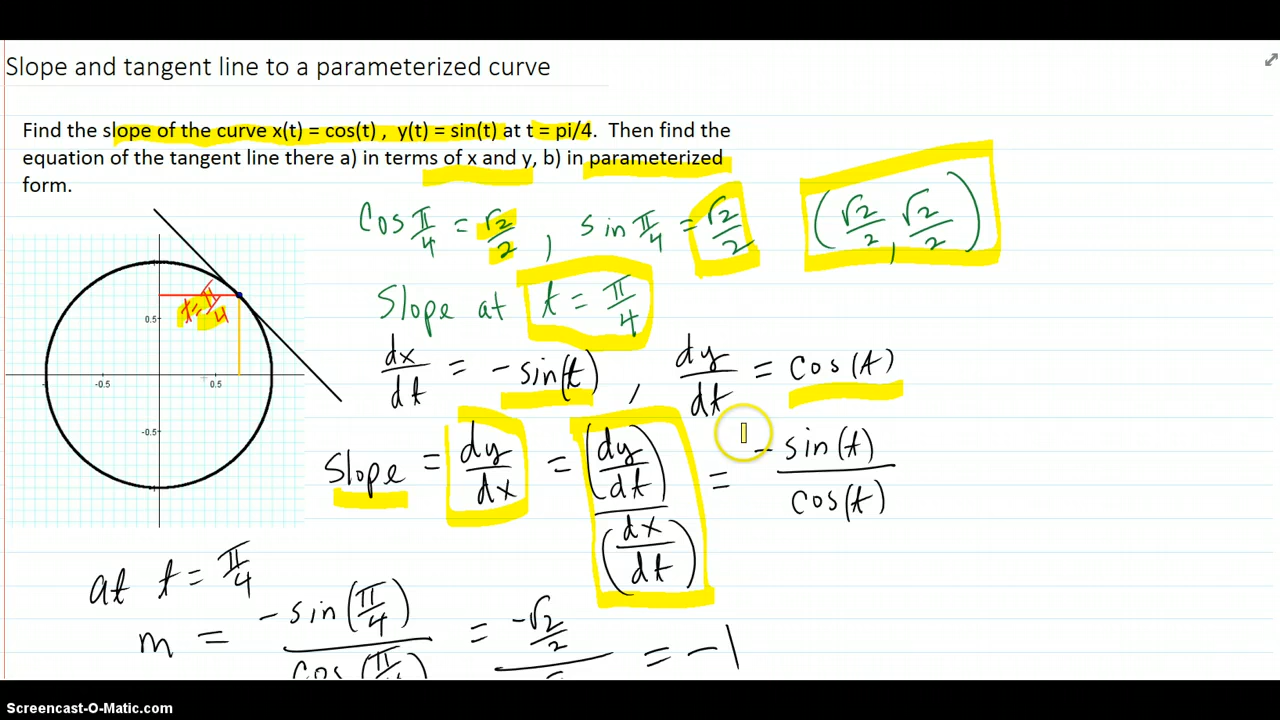 Slope and tangent line to a parameterized curve
Find the slope of the curve x(t) = cos(t) , y(t) = sin(t) at t = pi/4. Then find the
equation of the tangent line there a) in terms of x and y, b) in parameterized
form.
cos π/4 = √2/2 , sin π/4 = √2/2 (√2/2, √2/2)
Slope at t = π/4
t = π/4
0.5
-0.5 0.5
-0.5
dx/dt = -sin(t) , dy/dt = cos(t)
Slope = dy/dx = (dy/dt)/(dx/dt) = -sin(t)/cos(t)
at t = π/4
m = -sin(π/4)/cos(π/4) = -√2/2 / = -1
Screencast-O-Matic.com